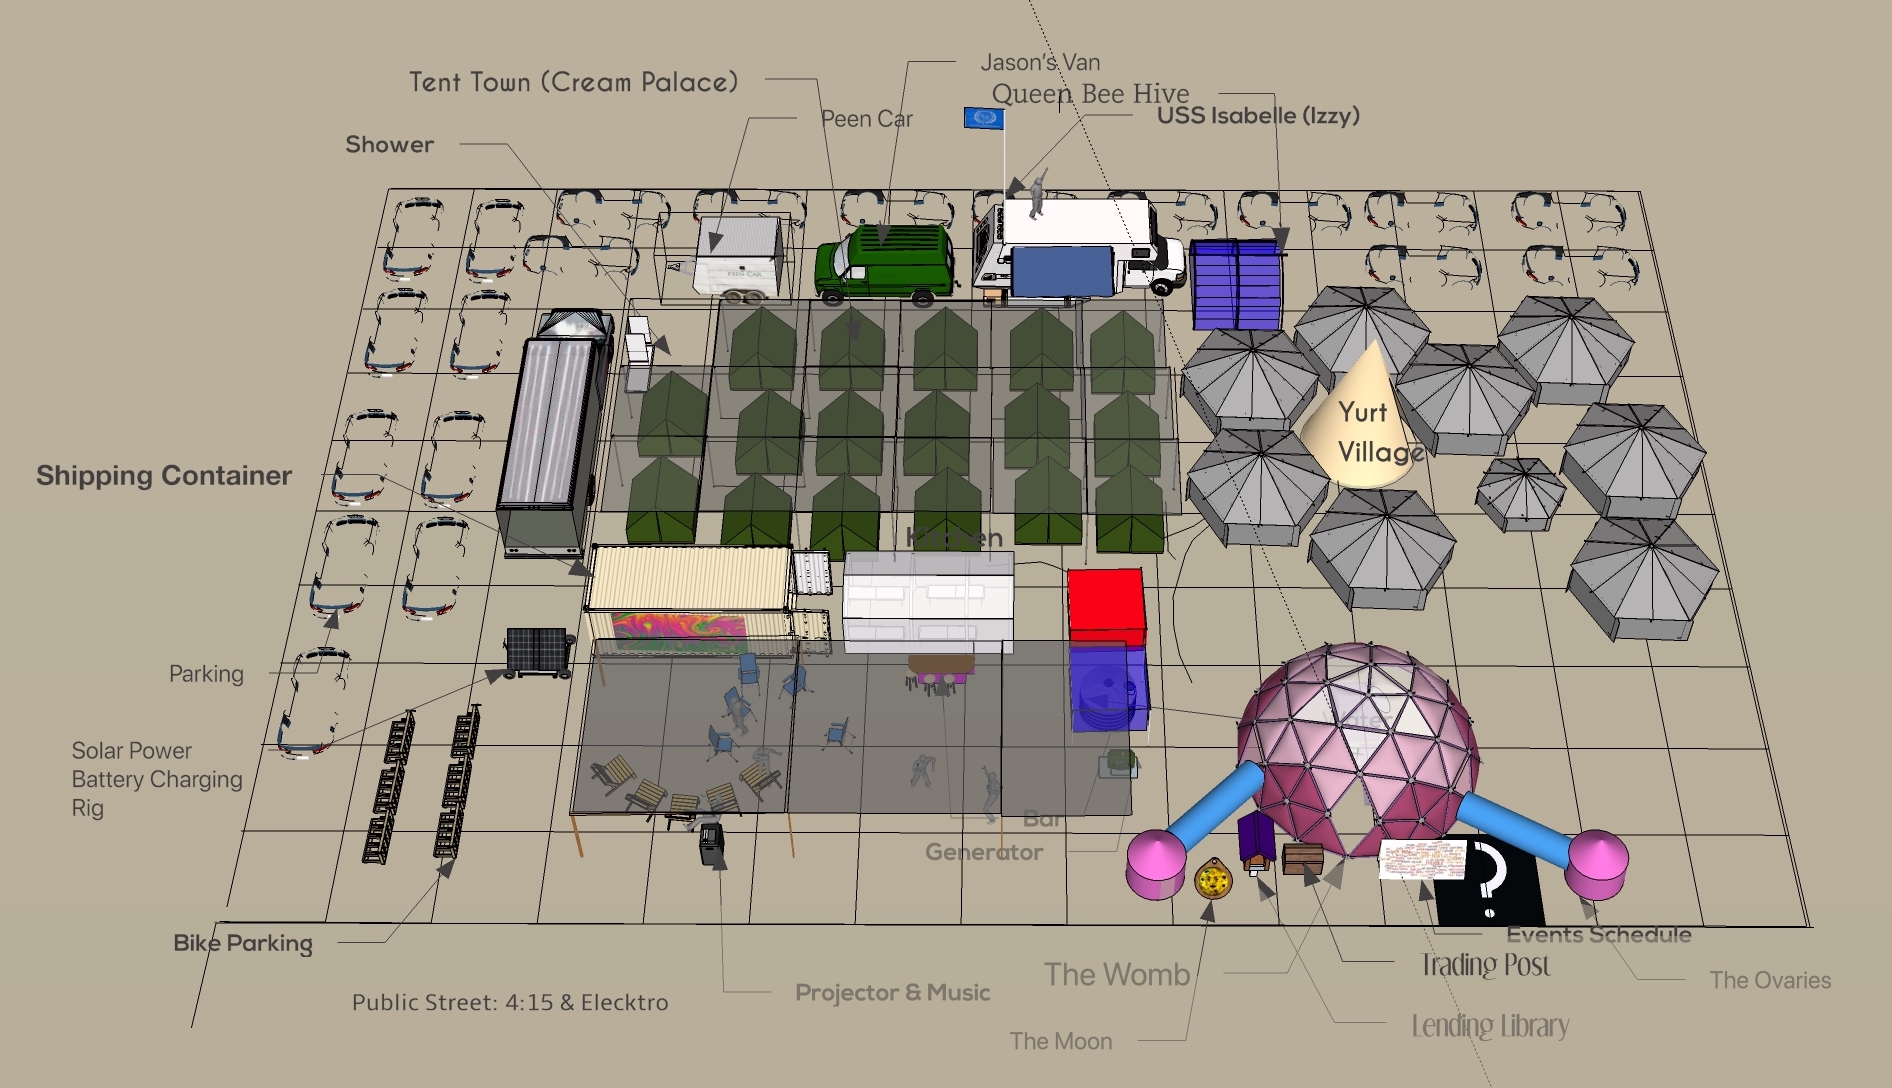 Jason's Van
Tent Town (Cream Palace)
Queen Bee Hive
Peen Car
USS Isabelle (Izzy)
Shower
PEEN CAR
Yurt
Village
Shipping Container
Kitchen
Parking
Water
Solar Power
Battery Charging
Rig
Bar
Generator
?
Bike Parking
Events Schedule
Trading Post
The Womb
The Ovaries
Projector & Music
Public Street: 4:15 & Elecktro
Lending Library
The Moon